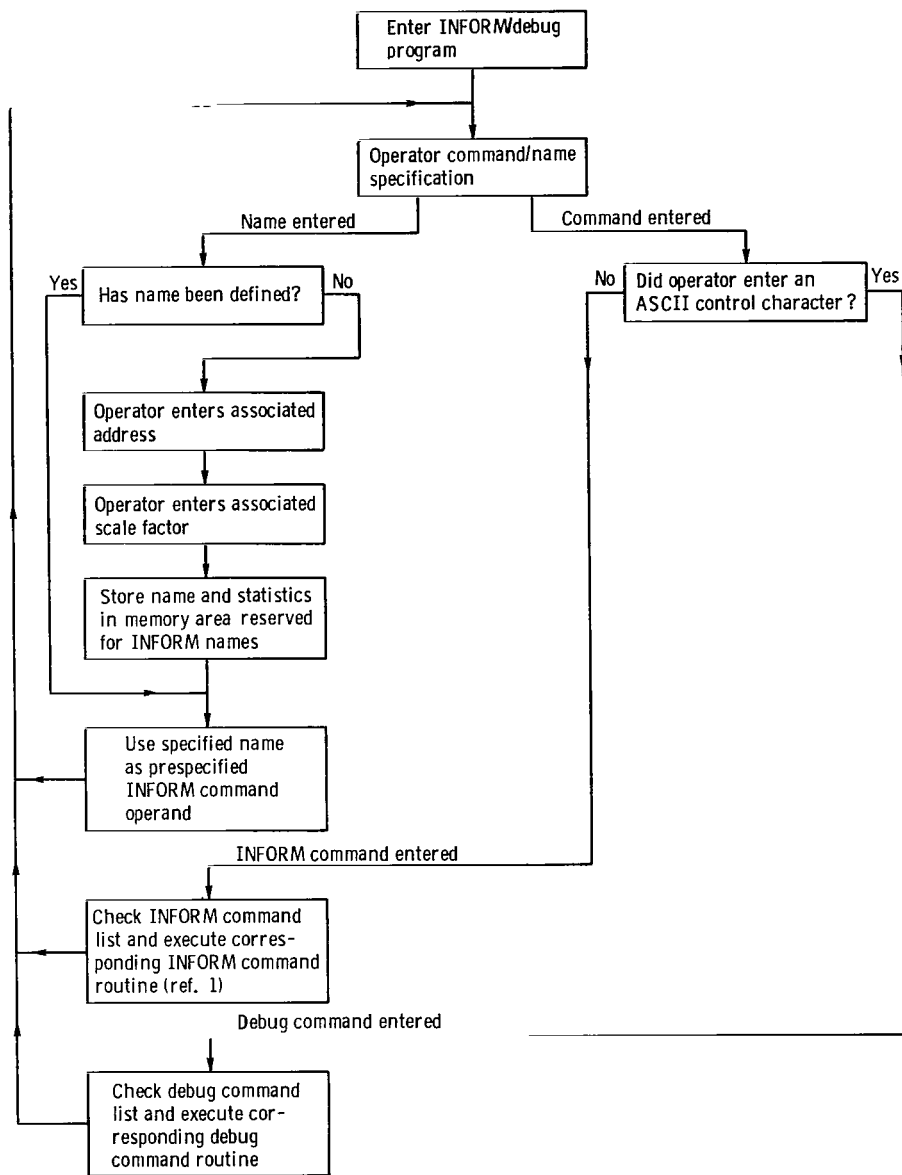 Enter INFORM/debug
program
Operator command/name
specification
Name entered
Command entered
Yes
Has name been defined?
No
No
Did operator enter an
ASCII control character?
Yes
Operator enters associated
address
Operator enters associated
scale factor
Store name and statistics
in memory area reserved
for INFORM names
Use specified name
as prespecified
INFORM command
operand
INFORM command entered
Check INFORM command
list and execute corres-
ponding INFORM command
routine (ref. 1)
Debug command entered
Check debug command
list and execute cor-
responding debug
command routine